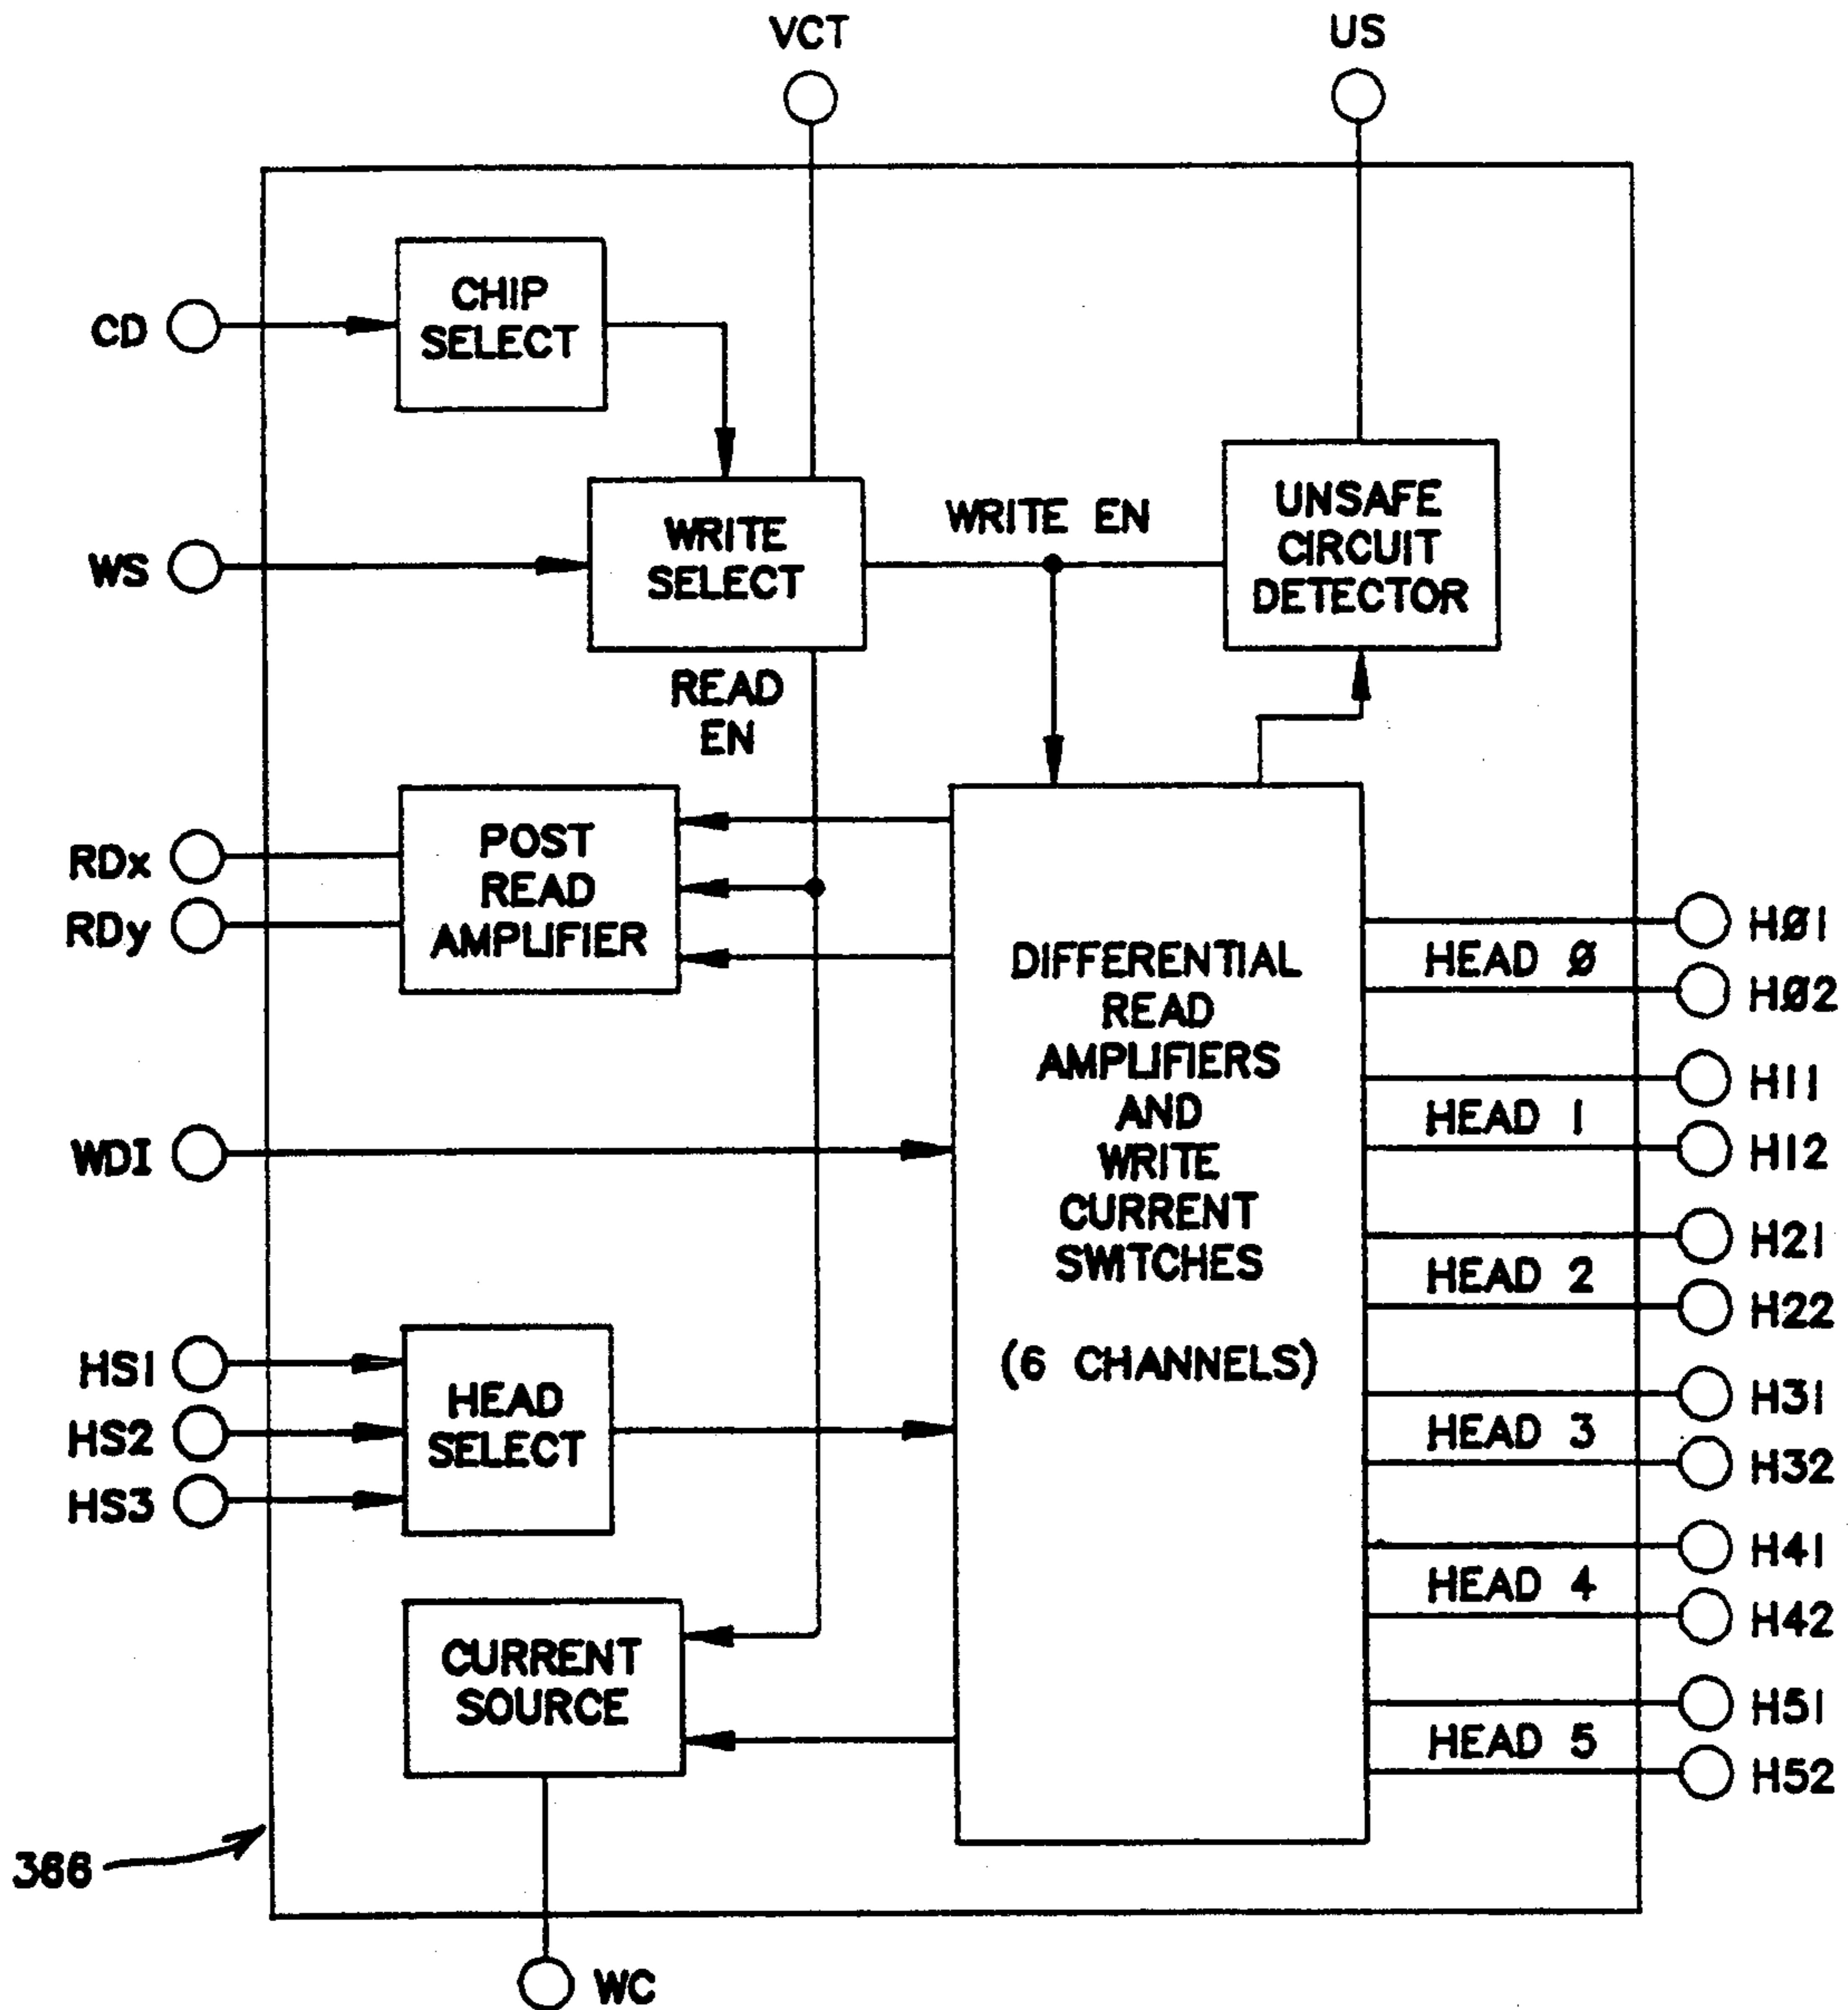 VCT
US
CHIP
SELECT
CD
WRITE
SELECT
WRITE EN
UNSAFE
CIRCUIT
DETECTOR
WS
READ
EN
RDx
RDy
POST
READ
AMPLIFIER
DIFFERENTIAL
READ
AMPLIFIERS
AND
WRITE
CURRENT
SWITCHES
(6 CHANNELS)
HEAD Ø
HØ1
HØ2
HEAD 1
H11
H12
WDI
HEAD 2
H21
H22
HS1
HS2
HS3
HEAD
SELECT
HEAD 3
H31
H32
HEAD 4
H41
H42
CURRENT
SOURCE
HEAD 5
H51
H52
366
WC